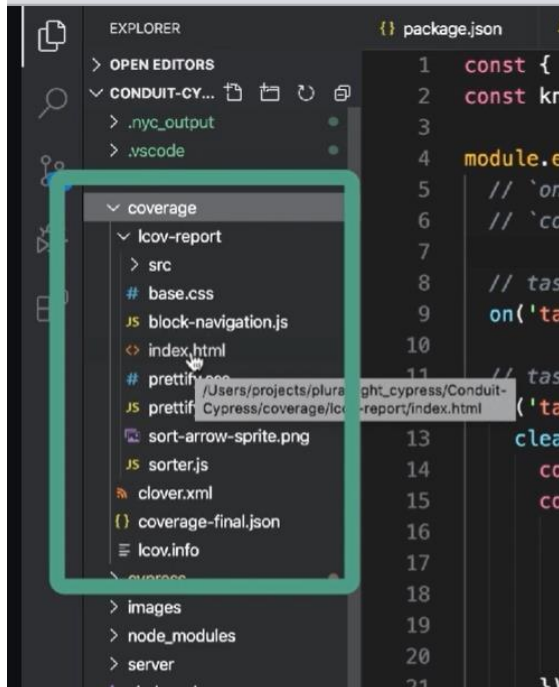 EXPLORER
OPEN EDITORS
CONDUIT-CY...
.nyc_output
.vscode
coverage
lcov-report
src
# base.css
JS block-navigation.js
<> index.html
# prettify.css
JS prettif
/Users/projects/pluralsight_cypress/Conduit-
Cypress/coverage/lcov-report/index.html
sort-arrow-sprite.png
JS sorter.js
clover.xml
{} coverage-final.json
lcov.info
cypress
images
node_modules
server
{} package.json
1 const {
2 const kn
3
4 module.e
5 // `on
6 // `co
7
8 // tas
9 on('ta
10
11 // tas
('ta
13 clea
14 co
15 co
16
17
18
19
20
21 })